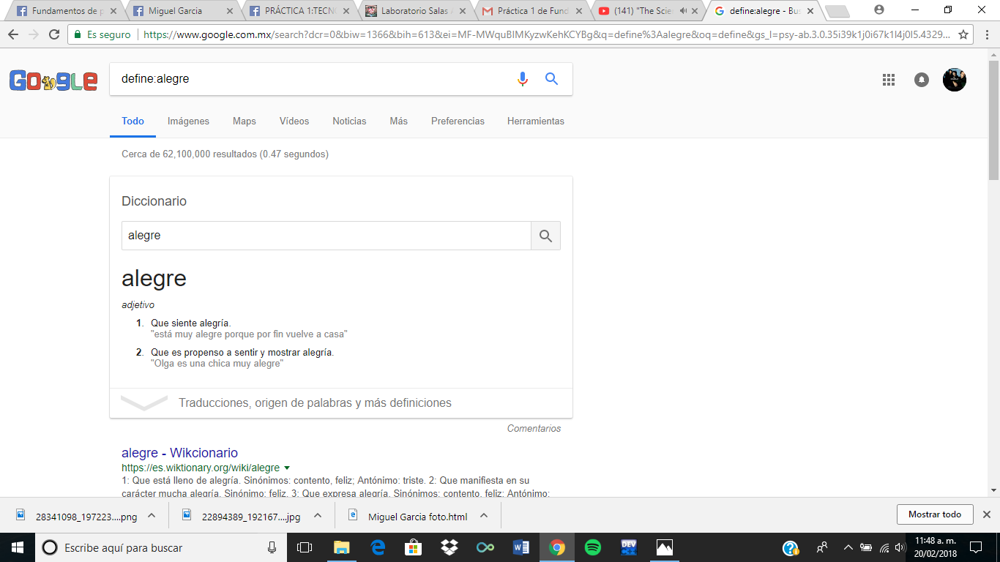 Fundamentos de p
Miguel Garcia
PRÁCTICA 1:TECNO
Laboratorio Salas A
Práctica 1 de Fund
(141) "The Scie
define:alegre - Bus
Es seguro
https://www.google.com.mx/search?dcr=0&biw=1366&bih=613&ei=MF-MWquBIMKyzwKehKCYBg&q=define%3Aalegre&oq=define&gs_l=psy-ab.3.0.35i39k1j0i67k1l4j0l5.4329...
Google
define:alegre
Todo
Imágenes
Maps
Vídeos
Noticias
Más
Preferencias
Herramientas
Cerca de 62,100,000 resultados (0.47 segundos)
Diccionario
alegre
alegre
adjetivo
1. Que siente alegría.
"está muy alegre porque por fin vuelve a casa"
2. Que es propenso a sentir y mostrar alegría.
"Olga es una chica muy alegre"
Traducciones, origen de palabras y más definiciones
Comentarios
alegre - Wikcionario
https://es.wiktionary.org/wiki/alegre
1: Que está lleno de alegría. Sinónimos: contento, feliz; Antónimo: triste. 2: Que manifiesta en su
carácter mucha alegría. Sinónimo: feliz. 3: Que expresa alegría. Sinónimos: contento, feliz; Antónimo:
28341098_197223....png
22894389_192167....jpg
Miguel Garcia foto.html
Mostrar todo
Escribe aquí para buscar
DEV
11:48 a. m.
20/02/2018